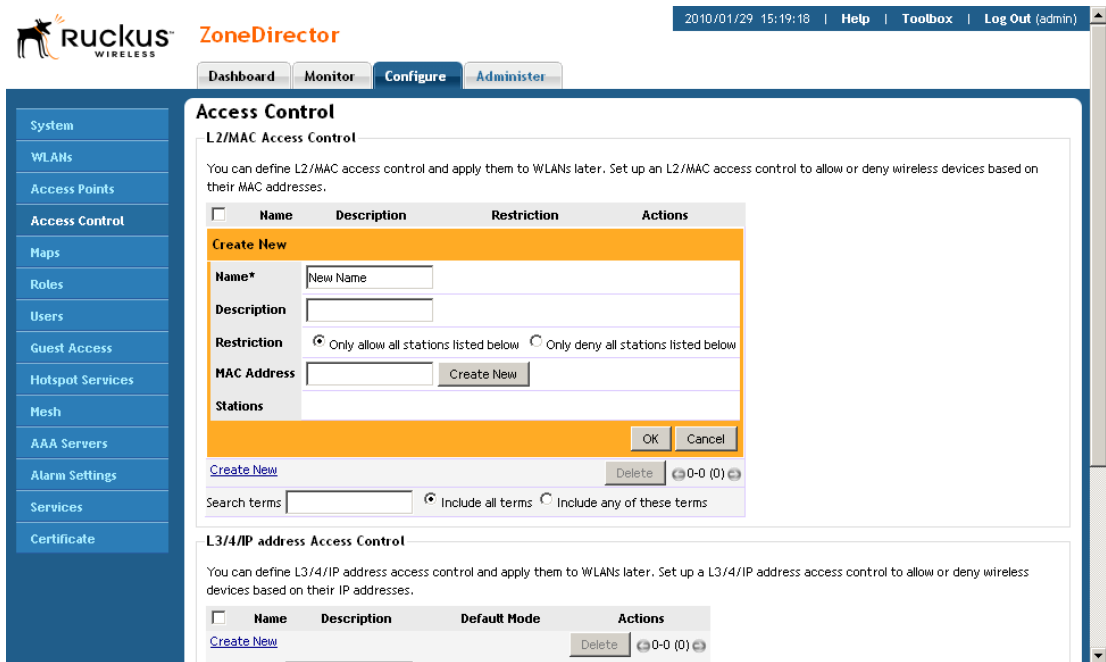 2010/01/29 15:19:18 | Help | Toolbox | Log Out (admin)
Ruckus WIRELESS
ZoneDirector
Dashboard Monitor Configure Administer
System
WLANs
Access Points
Access Control
Maps
Roles
Users
Guest Access
Hotspot Services
Mesh
AAA Servers
Alarm Settings
Services
Certificate
Access Control
L2/MAC Access Control
You can define L2/MAC access control and apply them to WLANs later. Set up an L2/MAC access control to allow or deny wireless devices based on
their MAC addresses.
Name Description Restriction Actions
Create New
Name* New Name
Description
Restriction Only allow all stations listed below Only deny all stations listed below
MAC Address Create New
Stations
OK Cancel
Create New Delete 0-0 (0)
Search terms Include all terms Include any of these terms
L3/4/IP address Access Control
You can define L3/4/IP address access control and apply them to WLANs later. Set up a L3/4/IP address access control to allow or deny wireless
devices based on their IP addresses.
Name Description Default Mode Actions
Create New Delete 0-0 (0)